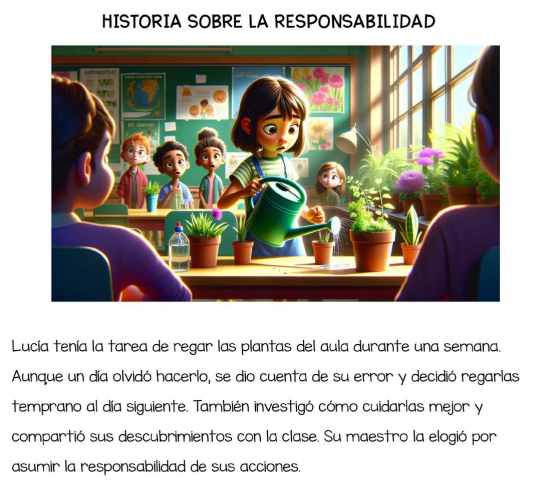 HISTORIA SOBRE LA RESPONSABILIDAD
Lucía tenía la tarea de regar las plantas del aula durante una semana.
Aunque un día olvidó hacerlo, se dio cuenta de su error y decidió regarlas
temprano al día siguiente. También investigó cómo cuidarlas mejor y
compartió sus descubrimientos con la clase. Su maestro la elogió por
asumir la responsabilidad de sus acciones.